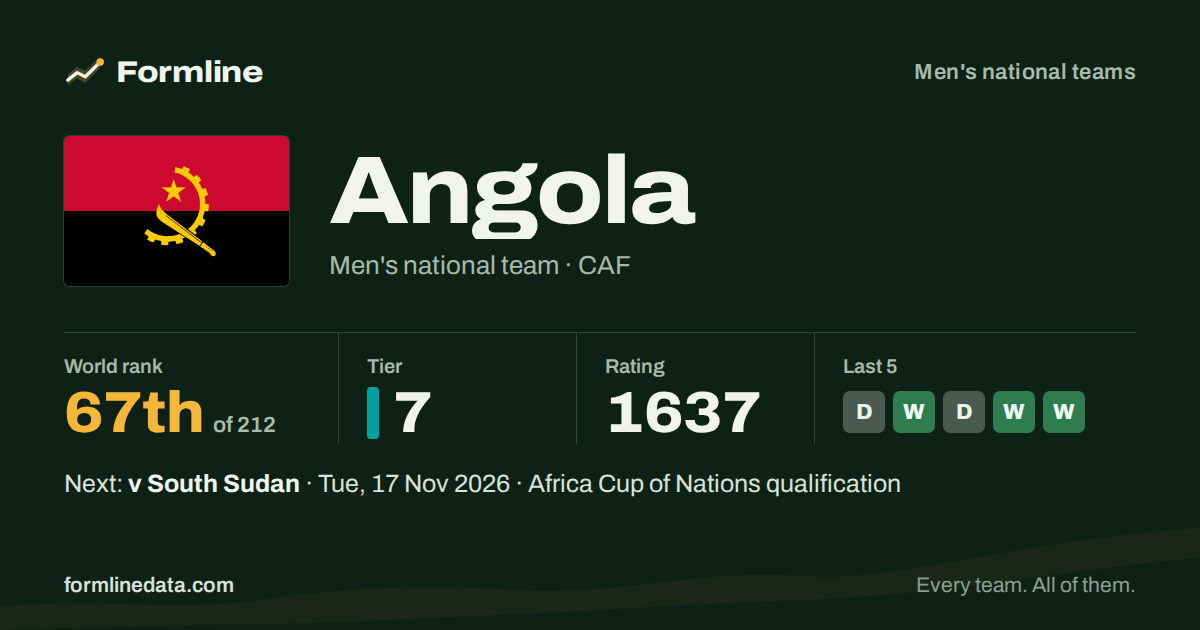 Formline
Men's national teams
Angola
Men's national team · CAF
World rank
67th of 212
Tier
7
Rating
1637
Last 5
D W D W W
Next: v South Sudan · Tue, 17 Nov 2026 · Africa Cup of Nations qualification
formlinedata.com
Every team. All of them.